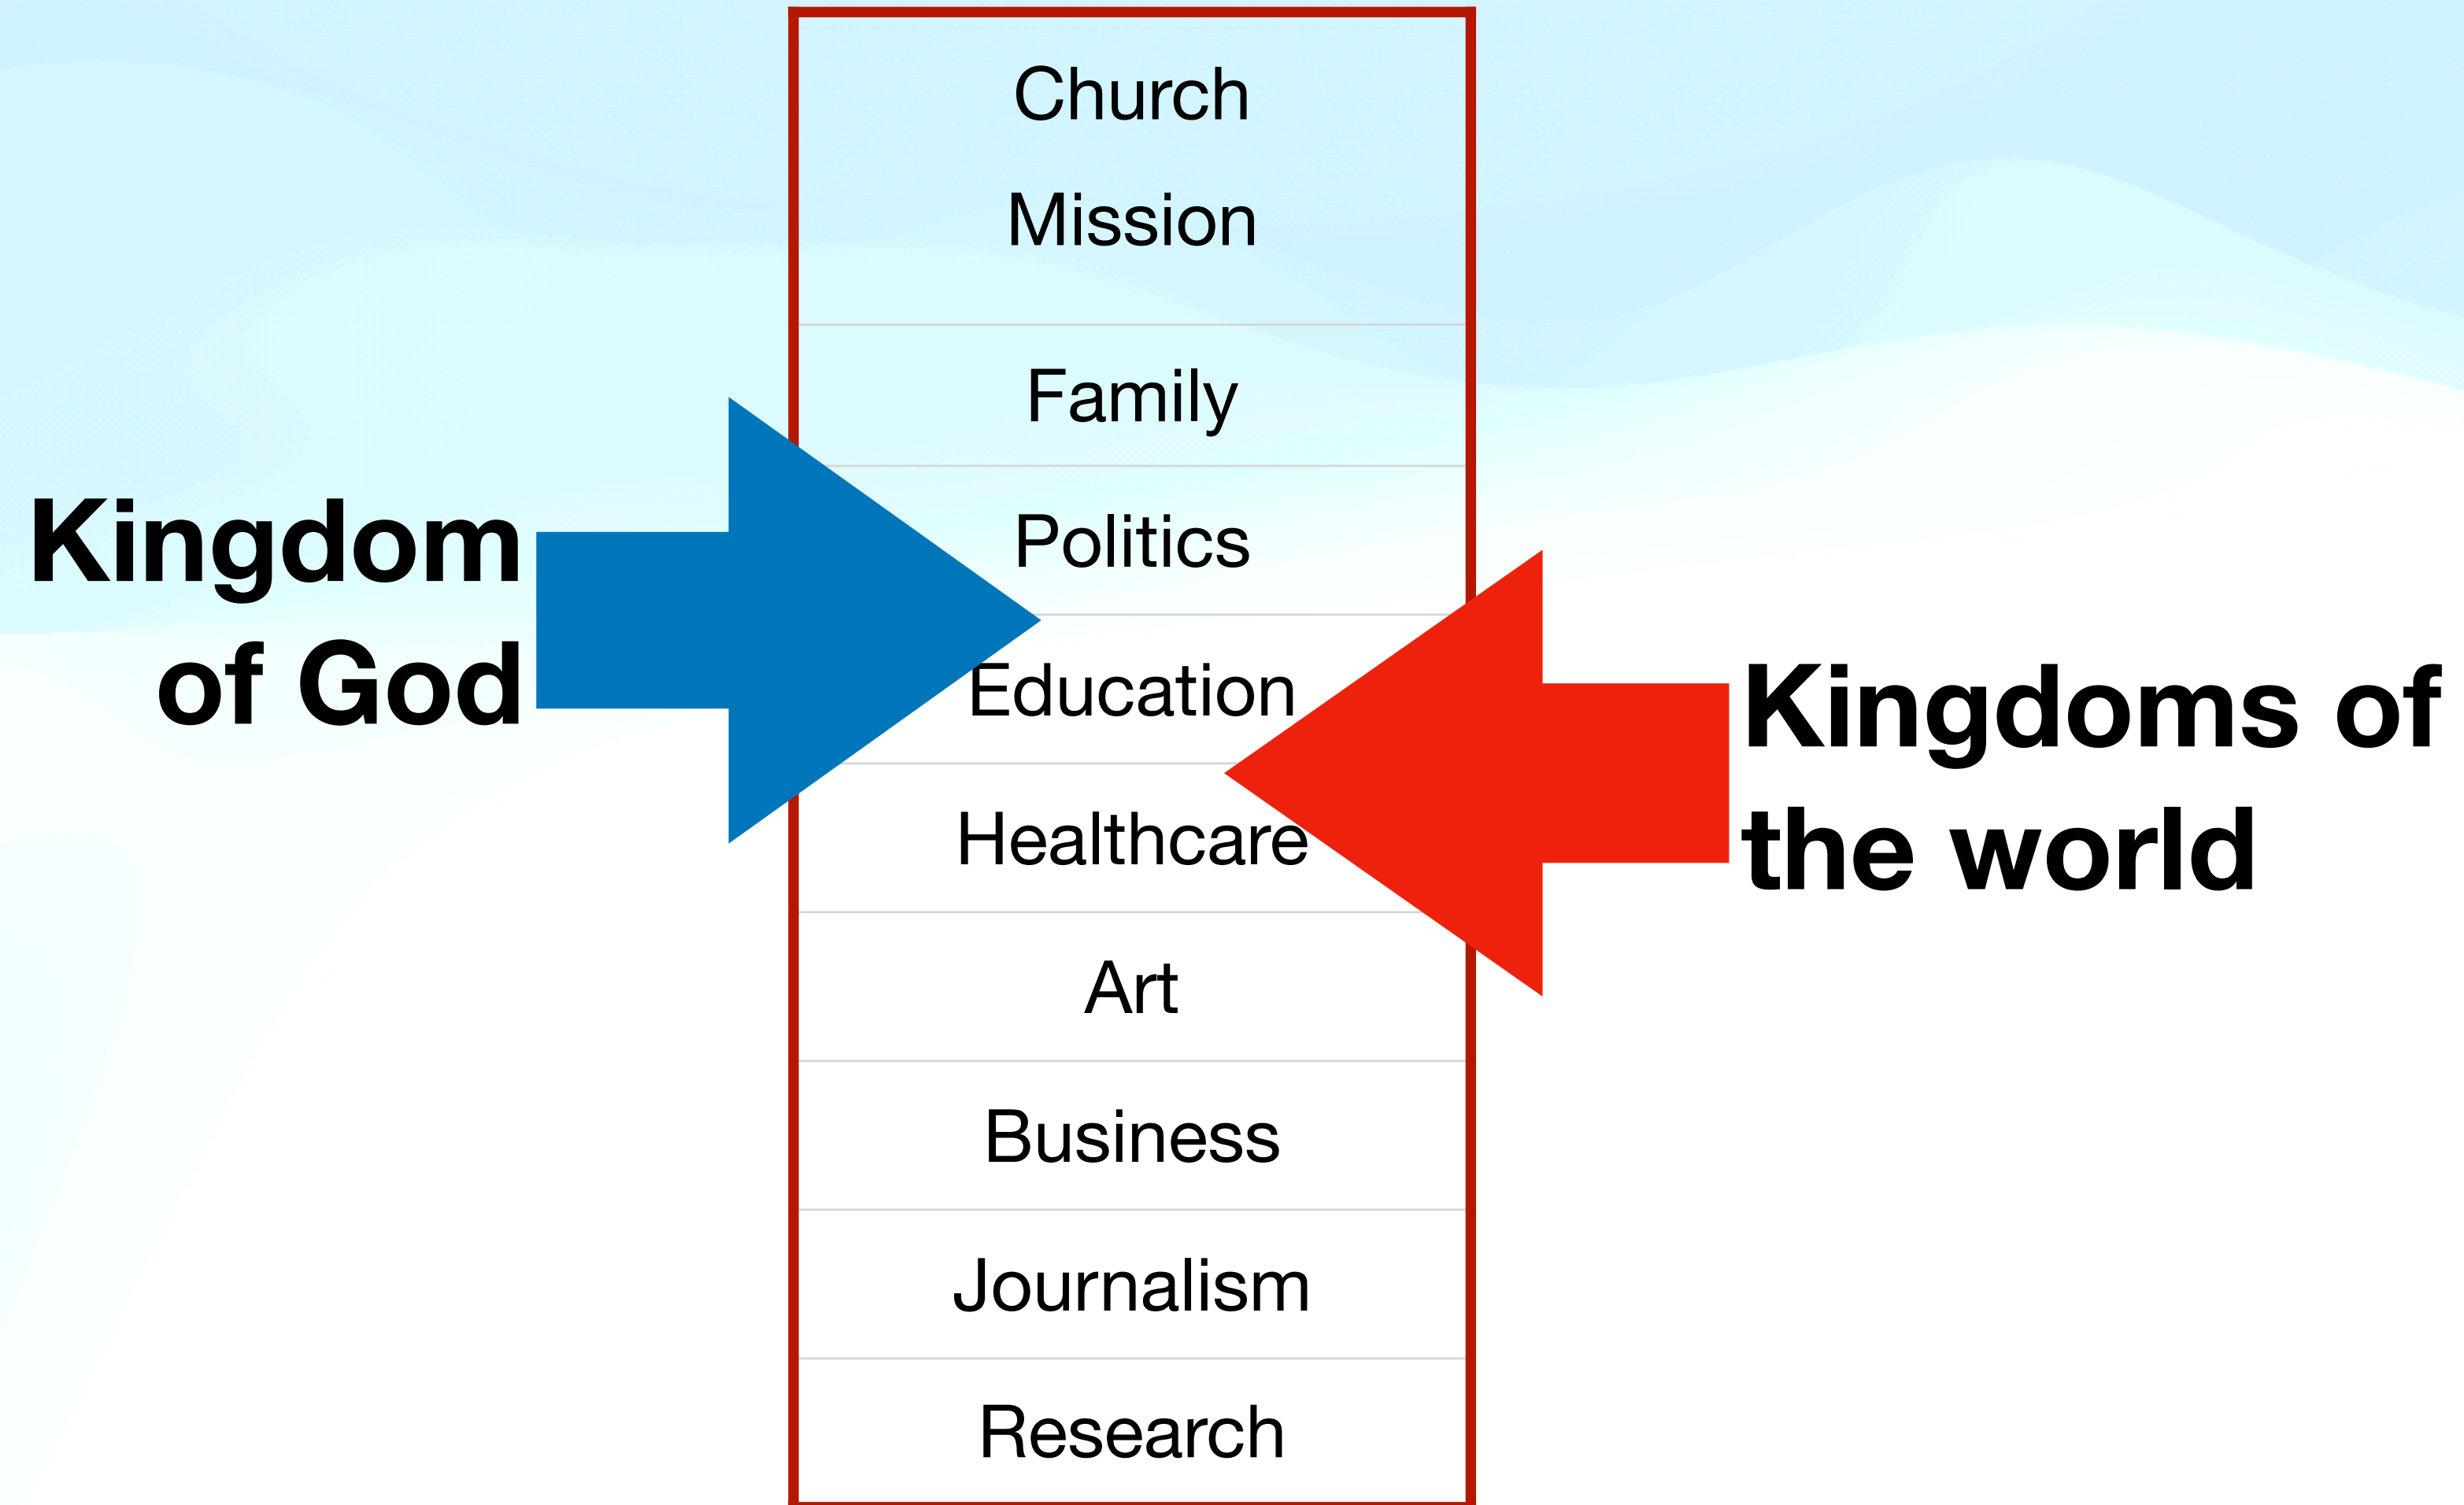 Church
Mission
Family
Politics
Education
Healthcare
Art
Business
Journalism
Research
Kingdom
of God
Kingdoms of
the world